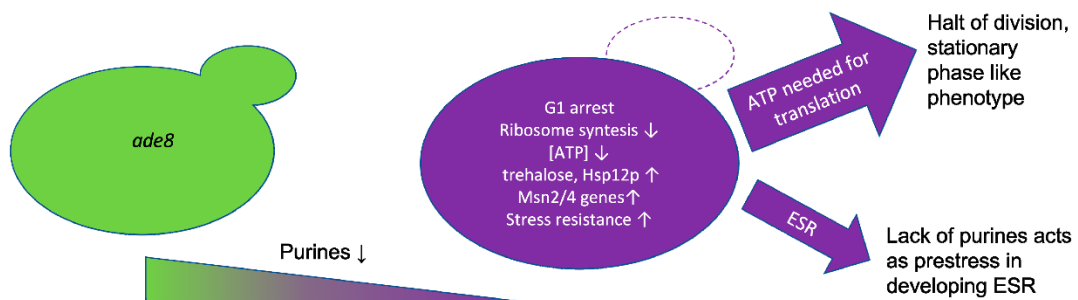 ade8
Purines ↓
G1 arrest
Ribosome syntesis ↓
[ATP] ↓
trehalose, Hsp12p ↑
Msn2/4 genes↑
Stress resistance ↑
ATP needed for
translation
Halt of division,
stationary
phase like
phenotype
ESR
Lack of purines acts
as prestress in
developing ESR